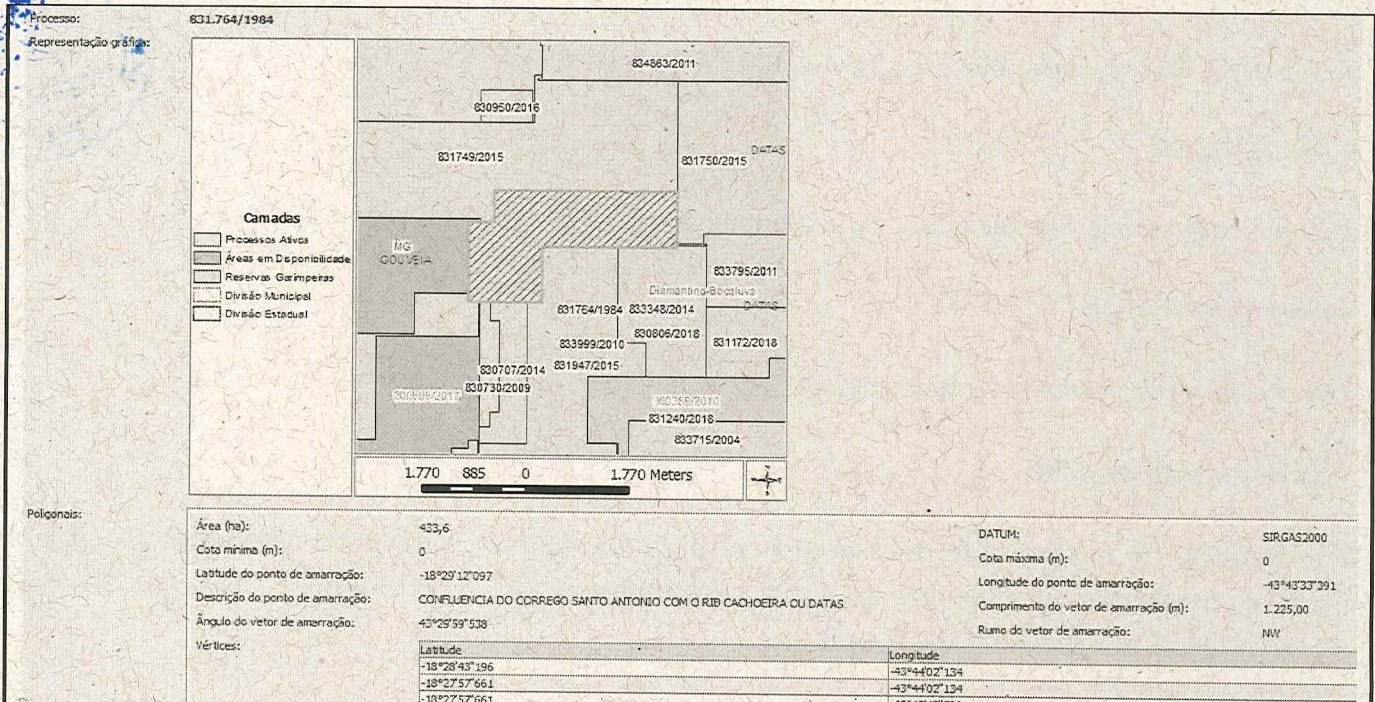 Processo: 831.764/1984
Representação gráfica:
834863/2011
830950/2016
831749/2015
831750/2015
DATAS
Camadas
Processos Ativos
Áreas em Disponibilidade
Reservas Garimpeiras
Divisão Municipal
Divisão Estadual
MG
GOUVEIA
833795/2011
Diamantina-Bocaiuva
DATAS
831764/1984
833348/2014
833999/2010
830806/2018
831172/2018
831947/2015
830707/2014
830730/2009
831240/2018
833715/2004
1.770 885 0 1.770 Meters
Poligonais:
Área (ha): 433,6
DATUM: SIRGAS2000
Cota mínima (m): 0
Cota máxima (m): 0
Latitude do ponto de amarração: -18°29'12"097
Longitude do ponto de amarração: -43°43'33"391
Descrição do ponto de amarração: CONFLUENCIA DO CORREGO SANTO ANTONIO COM O RIB CACHOEIRA OU DATAS
Comprimento do vetor de amarração (m): 1.225,00
Ângulo do vetor de amarração: 43°29'59"538
Rumo do vetor de amarração: NW
Vértices:
Latitude Longitude
-18°28'43"196 -43°44'02"134
-18°27'57"661 -43°44'02"134
-18°27'57"661